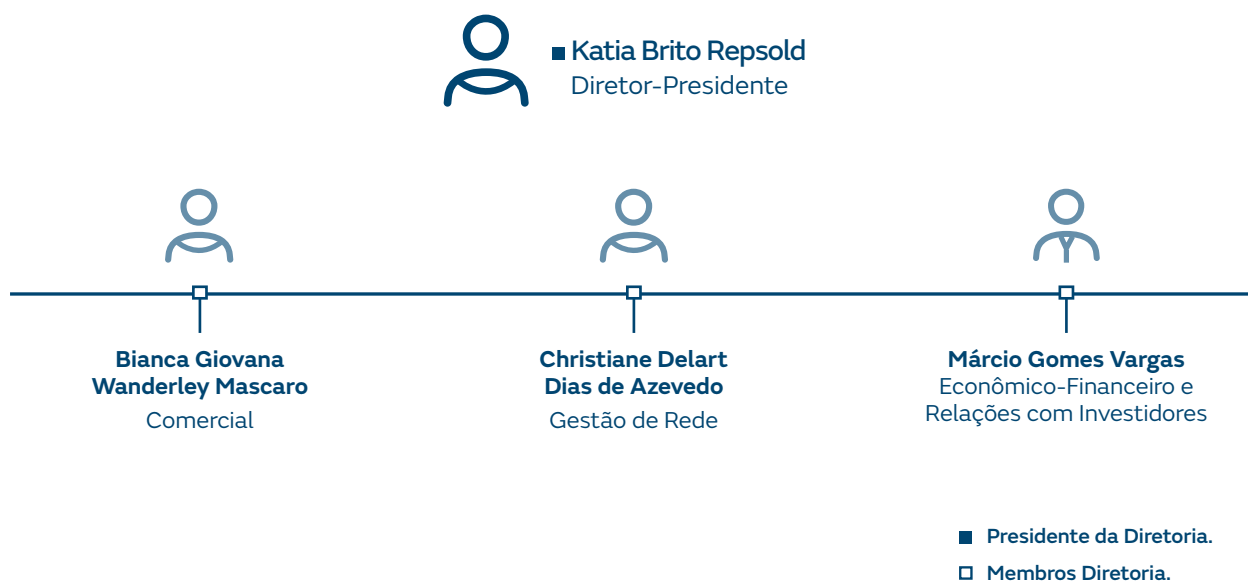 Katia Brito Repsold
Diretor-Presidente
Bianca Giovana
Wanderley Mascaro
Comercial
Christiane Delart
Dias de Azevedo
Gestão de Rede
Márcio Gomes Vargas
Econômico-Financeiro e
Relações com Investidores
Presidente da Diretoria.
Membros Diretoria.